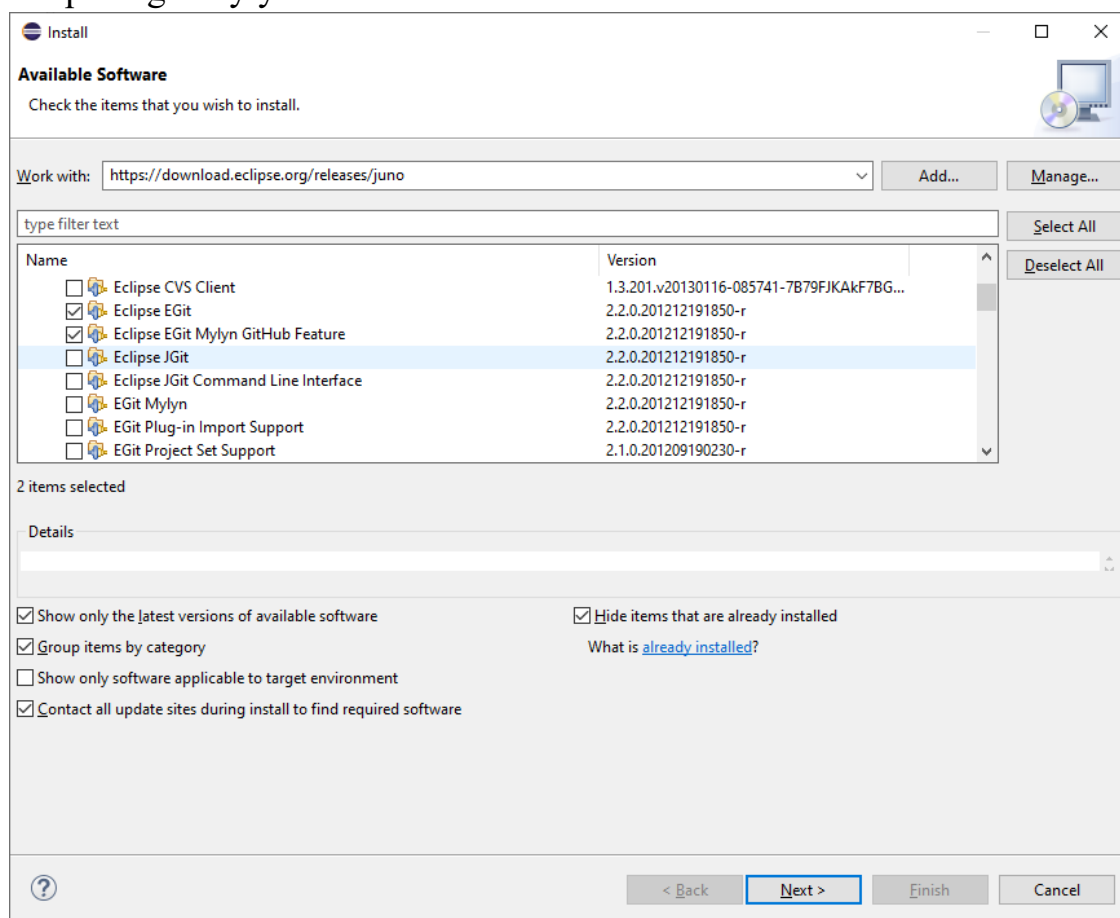 Install
Available Software
Check the items that you wish to install.
Work with: https://download.eclipse.org/releases/juno Add... Manage...
type filter text Select All
Name Version Deselect All
Eclipse CVS Client 1.3.201.v20130116-085741-7B79FJKAkF7BG...
Eclipse EGit 2.2.0.201212191850-r
Eclipse EGit Mylyn GitHub Feature 2.2.0.201212191850-r
Eclipse JGit 2.2.0.201212191850-r
Eclipse JGit Command Line Interface 2.2.0.201212191850-r
EGit Mylyn 2.2.0.201212191850-r
EGit Plug-in Import Support 2.2.0.201212191850-r
EGit Project Set Support 2.1.0.201209190230-r
2 items selected
Details
Show only the latest versions of available software Hide items that are already installed
Group items by category What is already installed?
Show only software applicable to target environment
Contact all update sites during install to find required software
? < Back Next > Finish Cancel